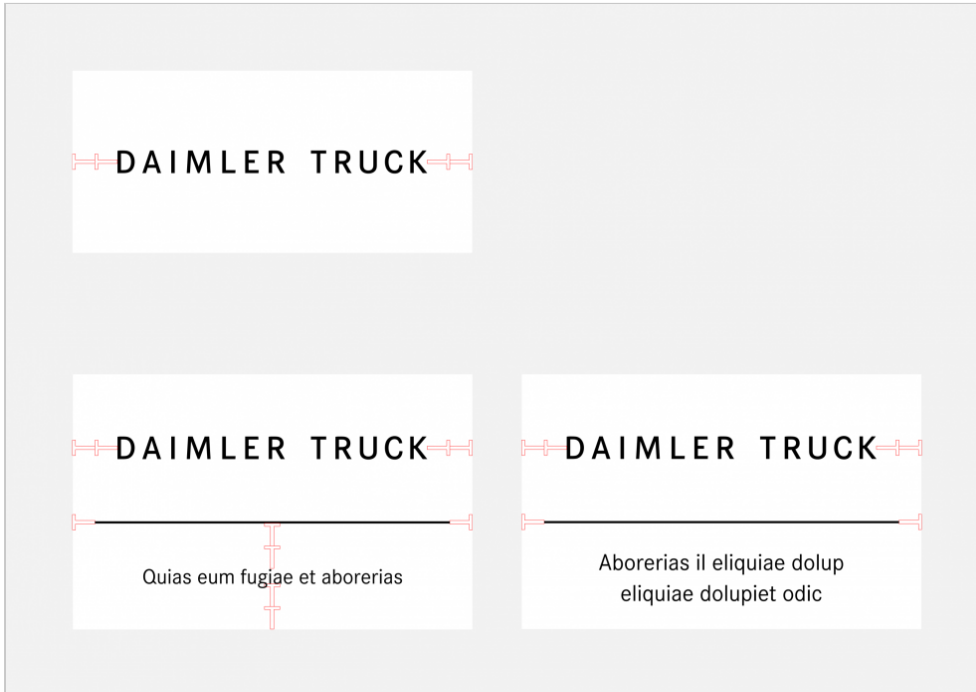 DAIMLER TRUCK
DAIMLER TRUCK
Quias eum fugiae et aborerias
DAIMLER TRUCK
Aborerias il eliquiae dolup
eliquiae dolupiet odic